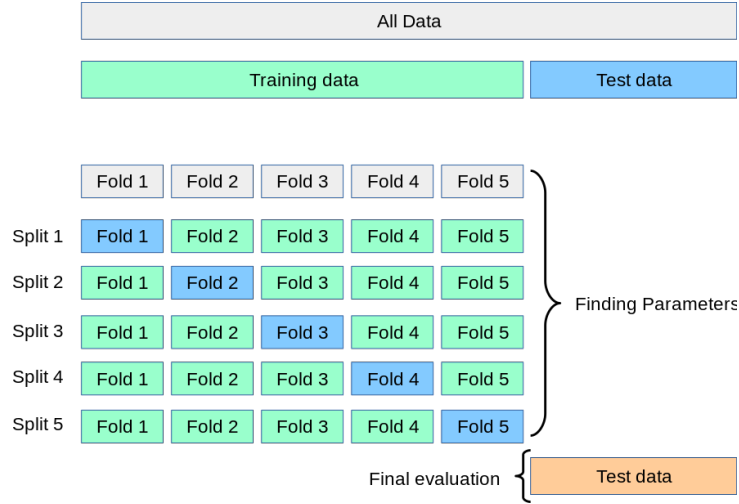 All Data
Training data Test data
Fold 1 Fold 2 Fold 3 Fold 4 Fold 5
Split 1 Fold 1 Fold 2 Fold 3 Fold 4 Fold 5
Split 2 Fold 1 Fold 2 Fold 3 Fold 4 Fold 5
Finding Parameters
Split 3 Fold 1 Fold 2 Fold 3 Fold 4 Fold 5
Split 4 Fold 1 Fold 2 Fold 3 Fold 4 Fold 5
Split 5 Fold 1 Fold 2 Fold 3 Fold 4 Fold 5
Final evaluation Test data